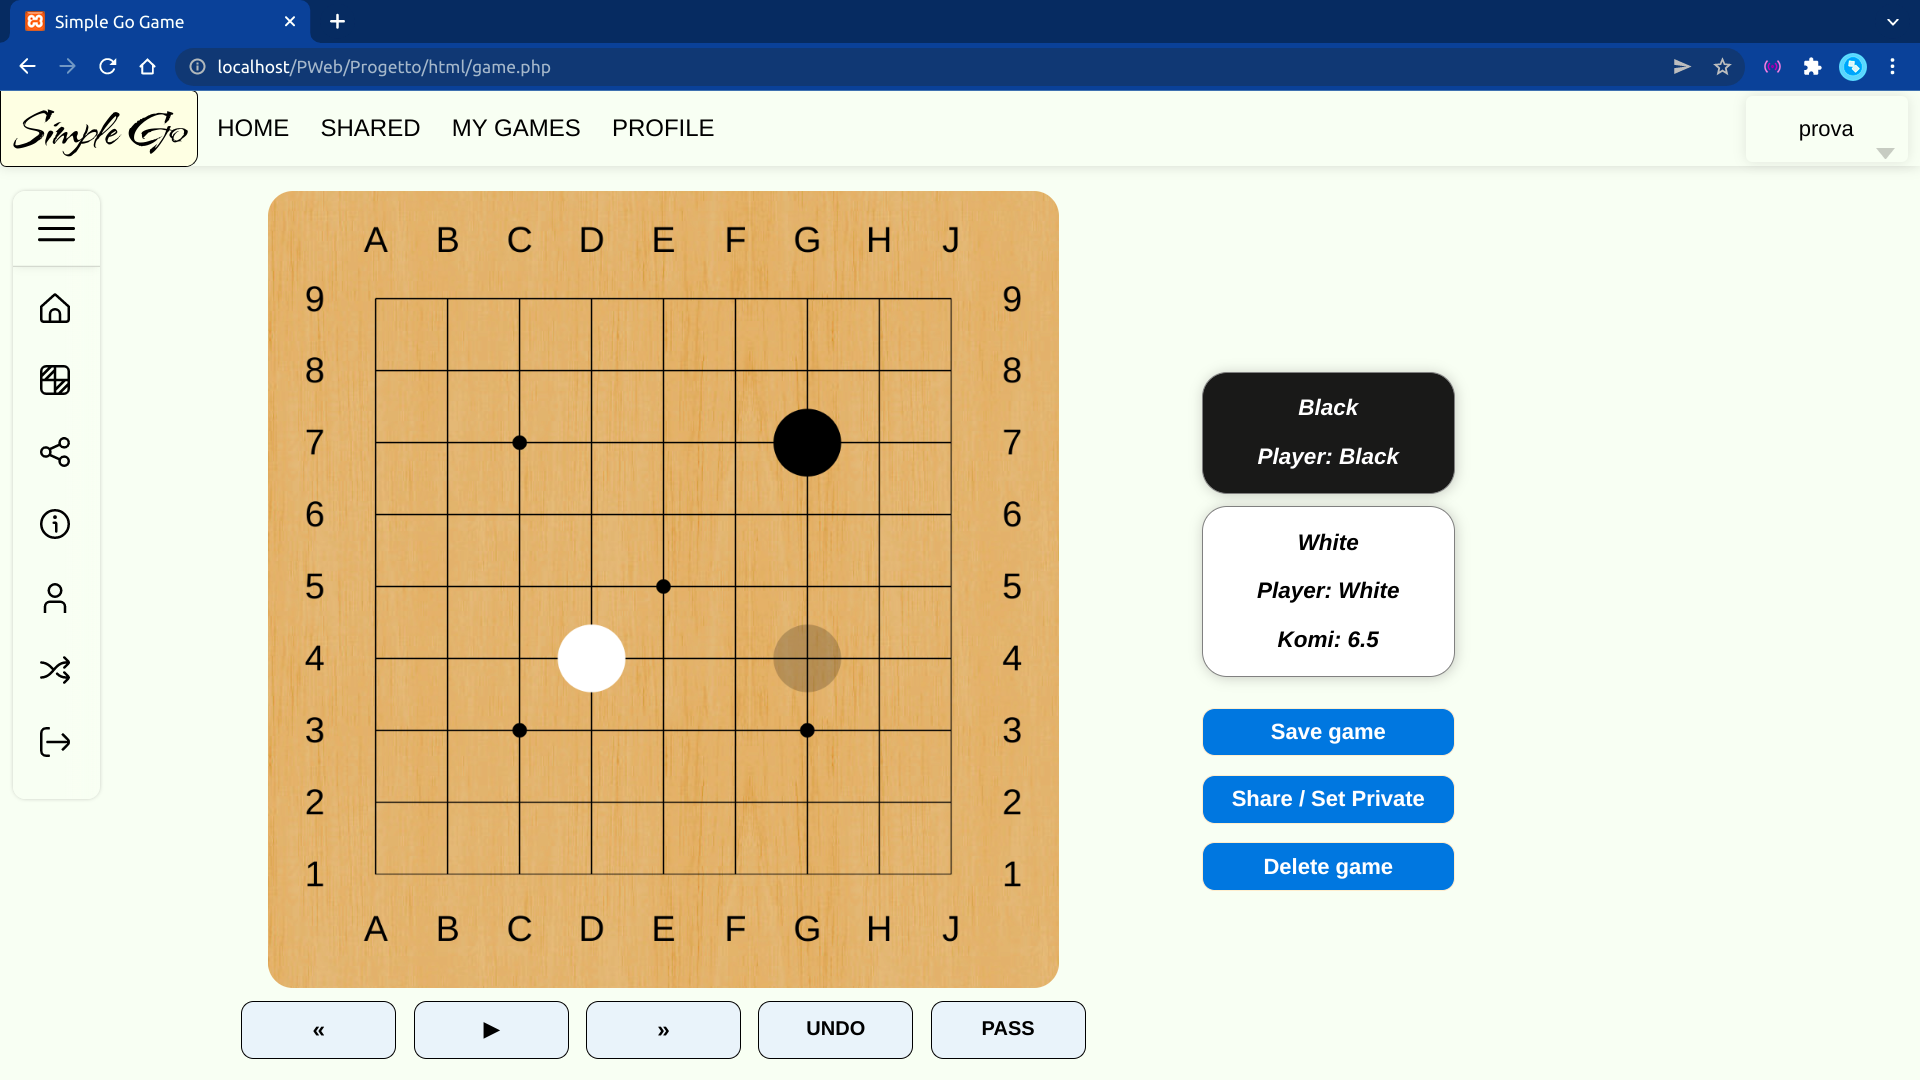 Simple Go Game
localhost/PWeb/Progetto/html/game.php
Simple Go HOME SHARED MY GAMES PROFILE prova
A B C D E F G H J
9 9
8 8
7 7
6 6
5 5
4 4
3 3
2 2
1 1
A B C D E F G H J
« ▶ » UNDO PASS
Black
Player: Black
White
Player: White
Komi: 6.5
Save game
Share / Set Private
Delete game